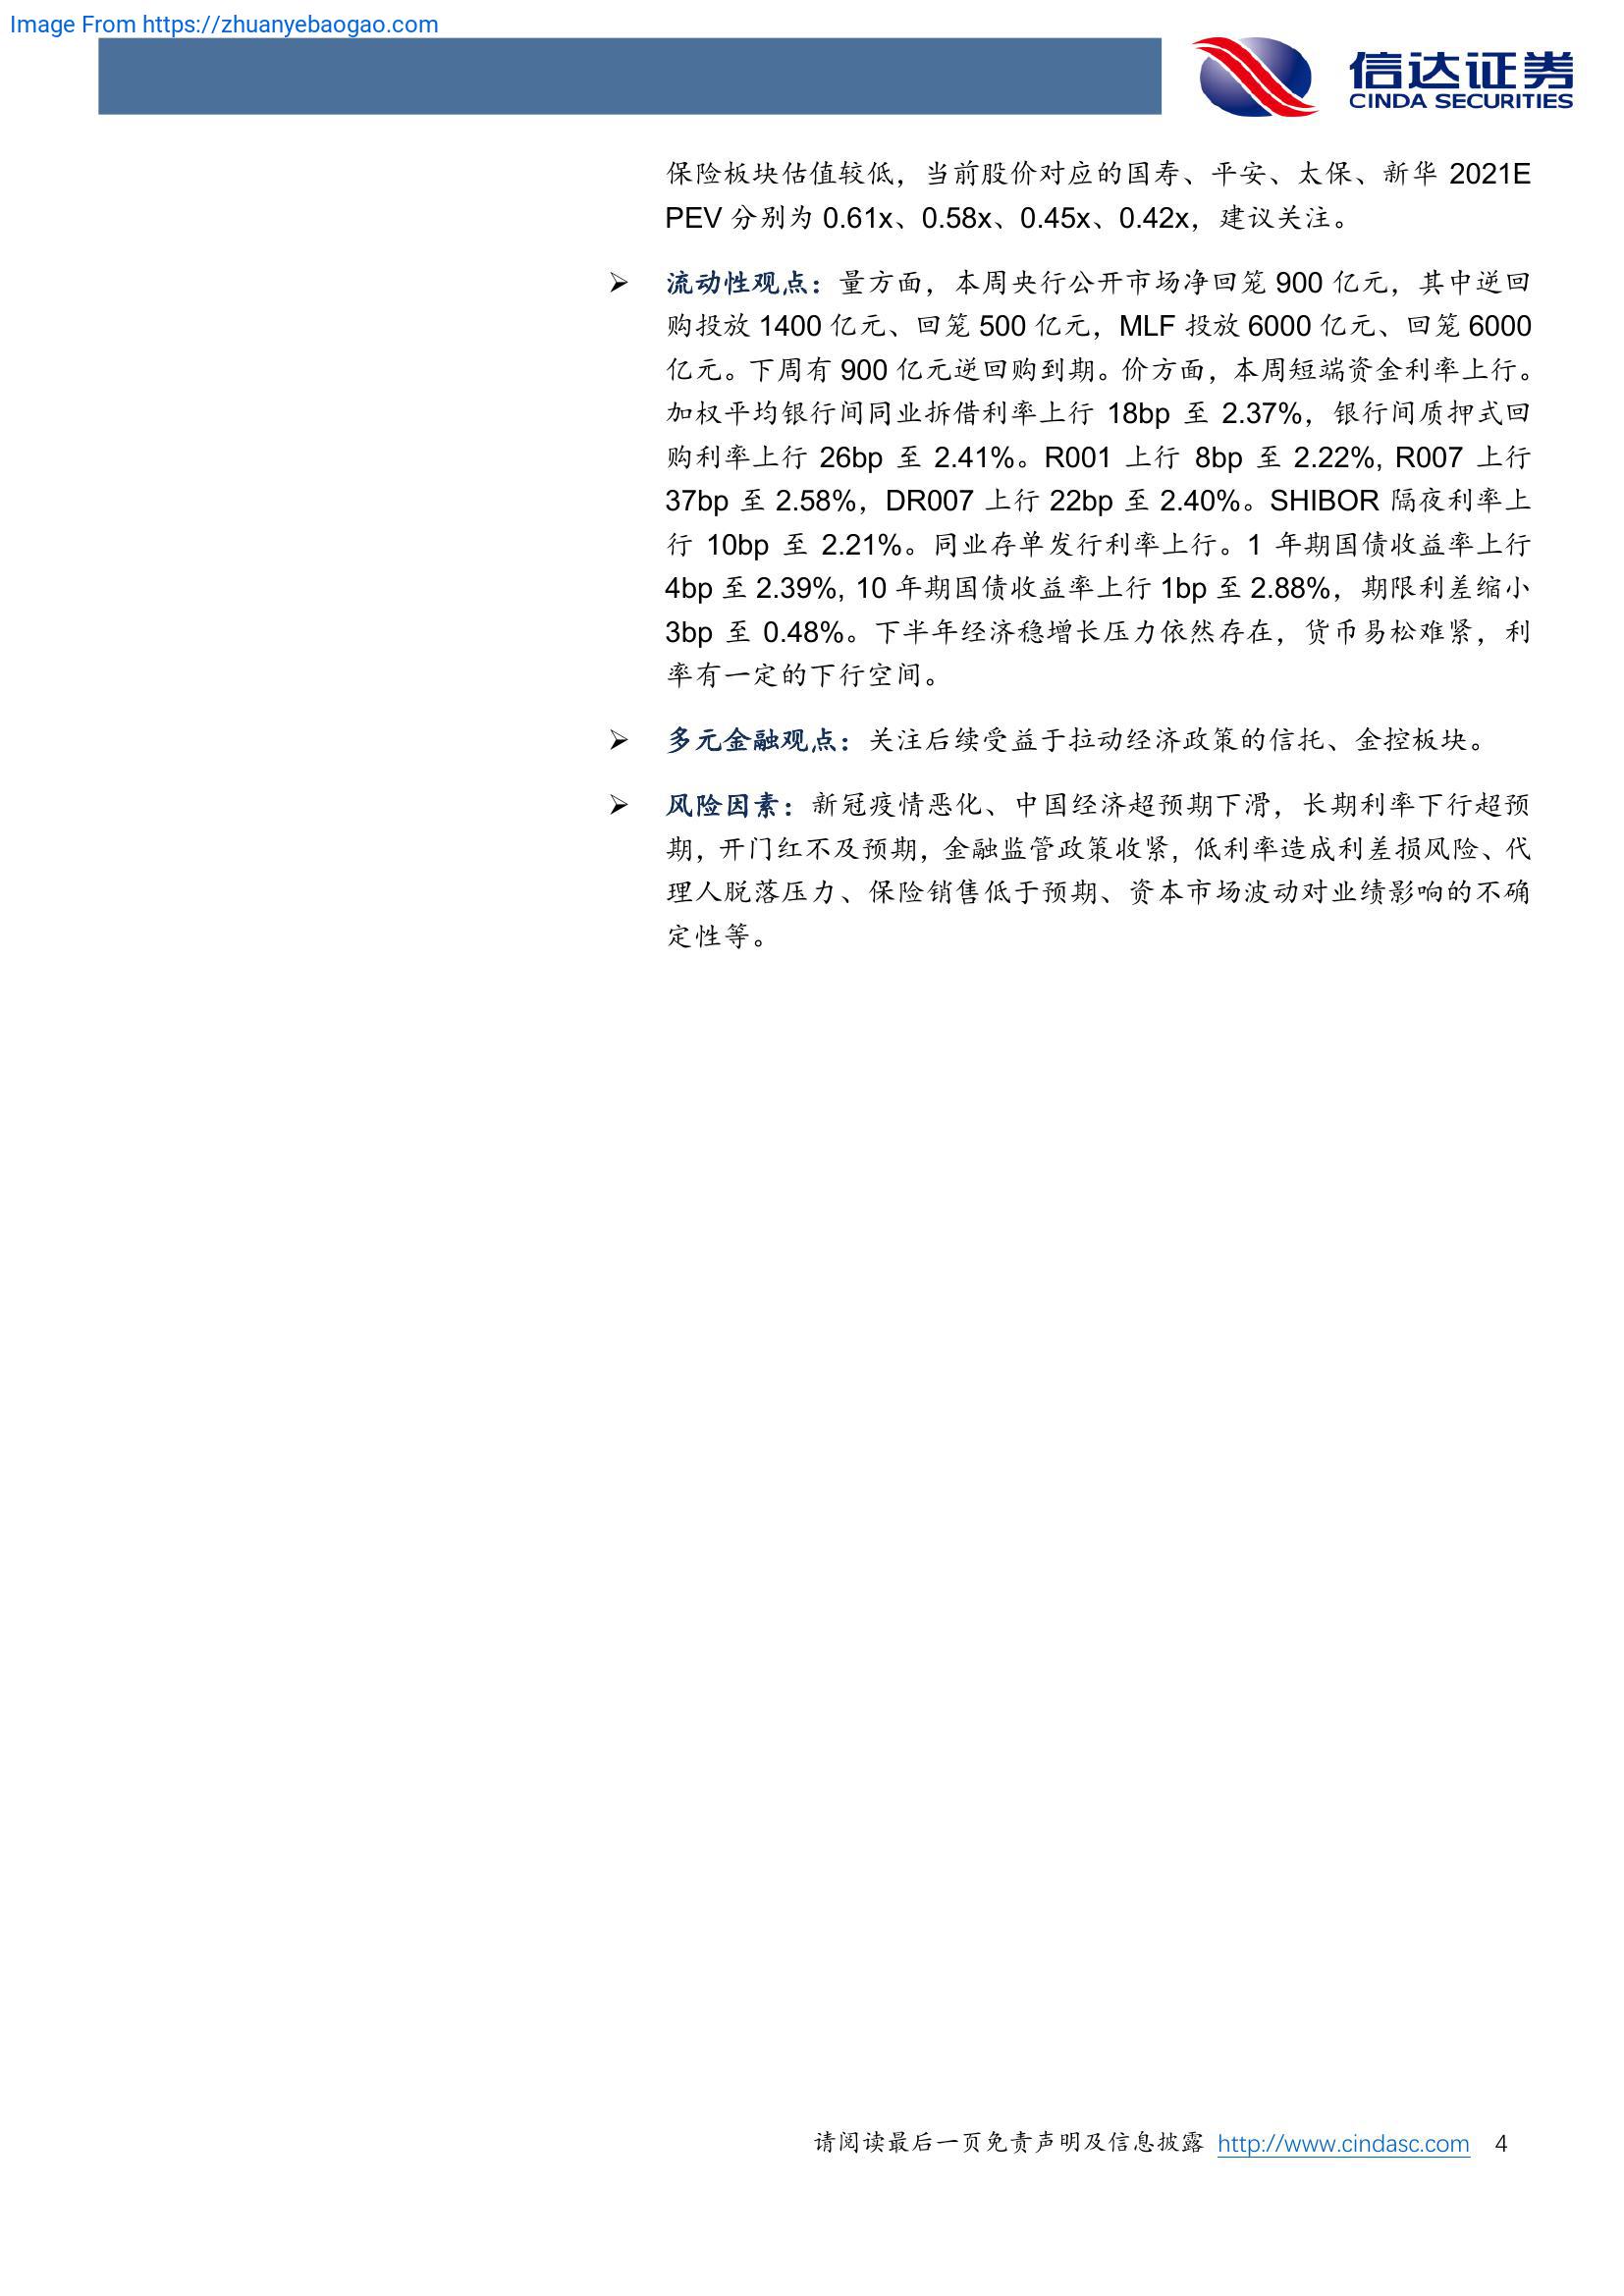 Image From https://zhuanyebaogao.com
信达证券
CINDA SECURITIES
保险板块估值较低，当前股价对应的国寿、平安、太保、新华 2021E
PEV 分别为 0.61x、0.58x、0.45x、0.42x，建议关注。
➢ 流动性观点：量方面，本周央行公开市场净回笼 900 亿元，其中逆回
购投放 1400 亿元、回笼 500 亿元，MLF 投放 6000 亿元、回笼 6000
亿元。下周有 900 亿元逆回购到期。价方面，本周短端资金利率上行。
加权平均银行间同业拆借利率上行 18bp 至 2.37%，银行间质押式回
购利率上行 26bp 至 2.41%。R001 上行 8bp 至 2.22%, R007 上行
37bp 至 2.58%，DR007 上行 22bp 至 2.40%。SHIBOR 隔夜利率上
行 10bp 至 2.21%。同业存单发行利率上行。1 年期国债收益率上行
4bp 至 2.39%, 10 年期国债收益率上行 1bp 至 2.88%，期限利差缩小
3bp 至 0.48%。下半年经济稳增长压力依然存在，货币易松难紧，利
率有一定的下行空间。
➢ 多元金融观点：关注后续受益于拉动经济政策的信托、金控板块。
➢ 风险因素：新冠疫情恶化、中国经济超预期下滑，长期利率下行超预
期，开门红不及预期，金融监管政策收紧，低利率造成利差损风险、代
理人脱落压力、保险销售低于预期、资本市场波动对业绩影响的不确
定性等。
请阅读最后一页免责声明及信息披露 http://www.cindasc.com 4